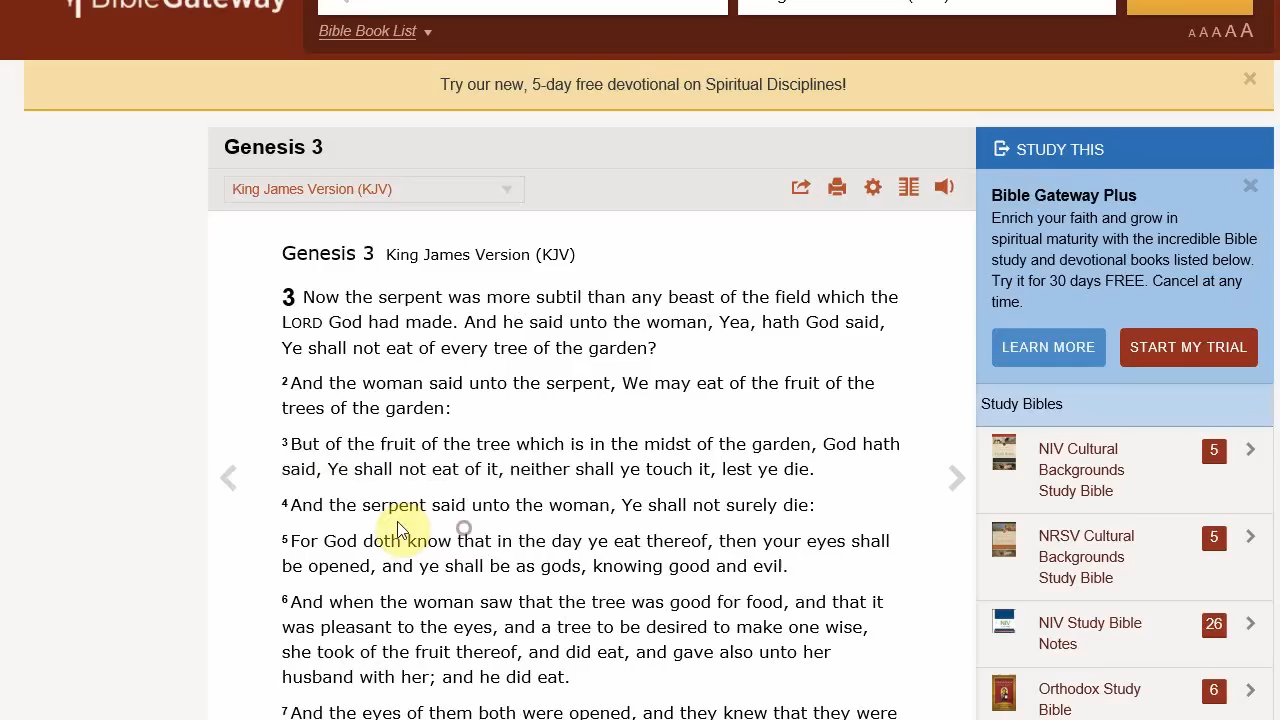 BibleGateway
Bible Book List
A A A A A
Try our new, 5-day free devotional on Spiritual Disciplines!
Genesis 3
STUDY THIS
King James Version (KJV)
Bible Gateway Plus
Enrich your faith and grow in
spiritual maturity with the incredible Bible
study and devotional books listed below.
Try it for 30 days FREE. Cancel at any
time.
LEARN MORE
START MY TRIAL
Genesis 3 King James Version (KJV)
3 Now the serpent was more subtil than any beast of the field which the
LORD God had made. And he said unto the woman, Yea, hath God said,
Ye shall not eat of every tree of the garden?
2 And the woman said unto the serpent, We may eat of the fruit of the
trees of the garden:
3 But of the fruit of the tree which is in the midst of the garden, God hath
said, Ye shall not eat of it, neither shall ye touch it, lest ye die.
4 And the serpent said unto the woman, Ye shall not surely die:
5 For God doth know that in the day ye eat thereof, then your eyes shall
be opened, and ye shall be as gods, knowing good and evil.
6 And when the woman saw that the tree was good for food, and that it
was pleasant to the eyes, and a tree to be desired to make one wise,
she took of the fruit thereof, and did eat, and gave also unto her
husband with her; and he did eat.
7 And the eyes of them both were opened, and they knew that they were
Study Bibles
NIV Cultural
Backgrounds
Study Bible
5
NRSV Cultural
Backgrounds
Study Bible
5
NIV Study Bible
Notes
26
Orthodox Study
Bible
6